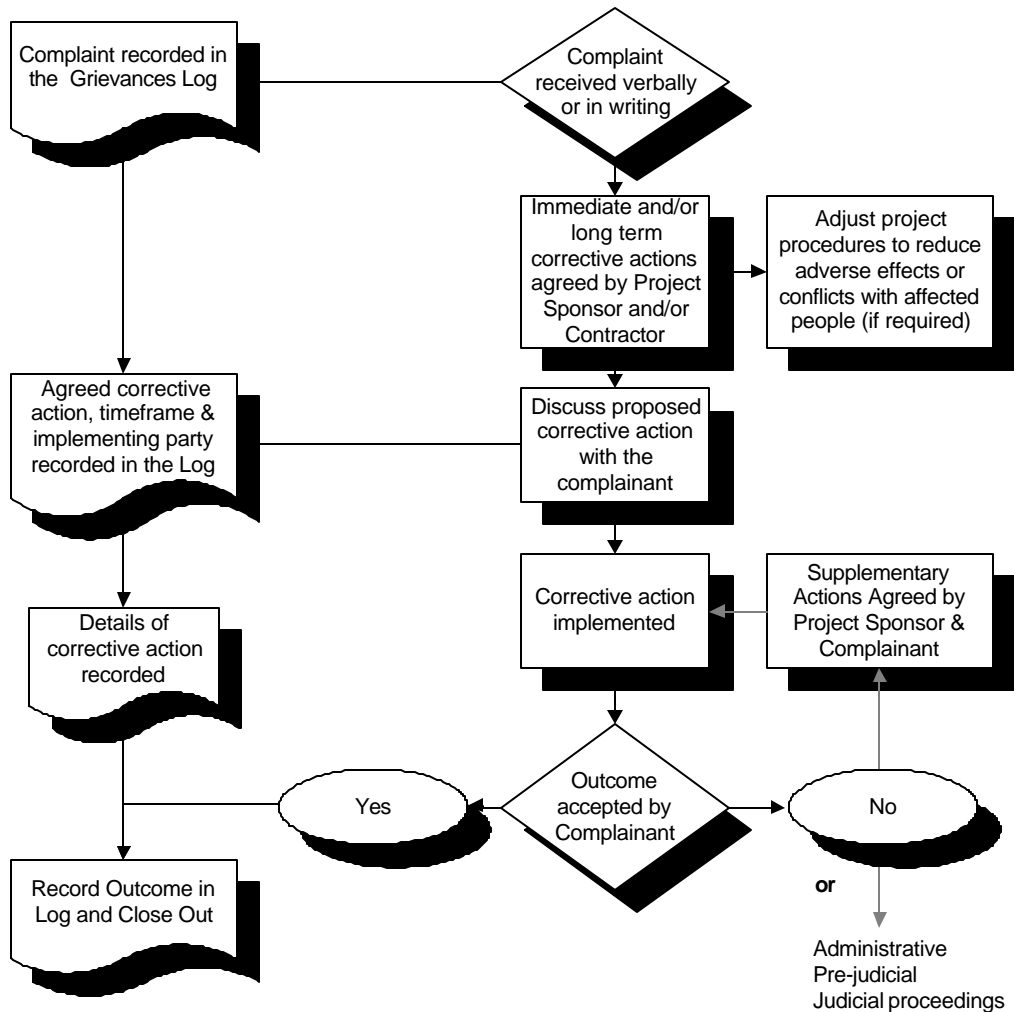 Complaint recorded in
the Grievances Log
Complaint
received verbally
or in writing
Immediate and/or
long term
corrective actions
agreed by Project
Sponsor and/or
Contractor
Adjust project
procedures to reduce
adverse effects or
conflicts with affected
people (if required)
Agreed corrective
action, timeframe &
implementing party
recorded in the Log
Discuss proposed
corrective action
with the
complainant
Details of
corrective action
recorded
Corrective action
implemented
Supplementary
Actions Agreed by
Project Sponsor &
Complainant
Yes
Outcome
accepted by
Complainant
No
Record Outcome in
Log and Close Out
or
Administrative
Pre-judicial
Judicial proceedings